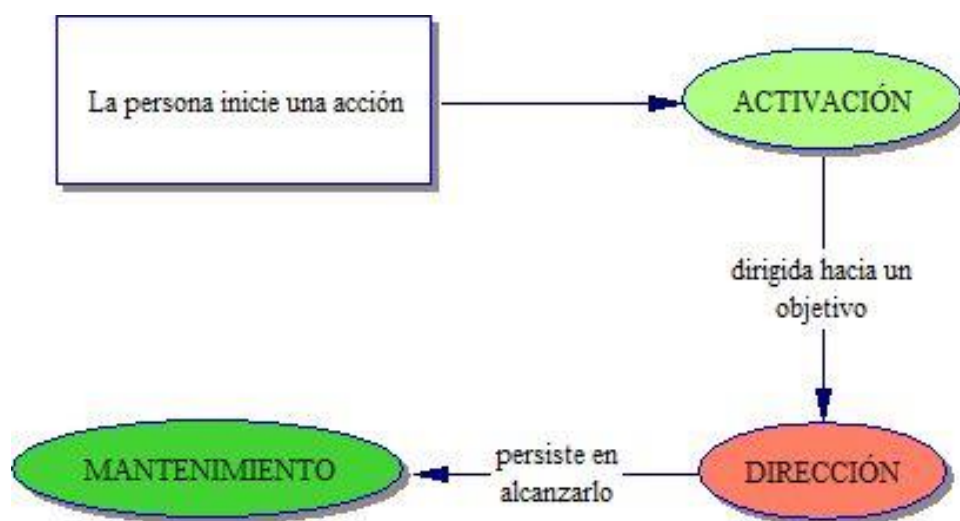 La persona inicie una acción
ACTIVACIÓN
dirigida hacia un
objetivo
DIRECCIÓN
persiste en
alcanzarlo
MANTENIMIENTO